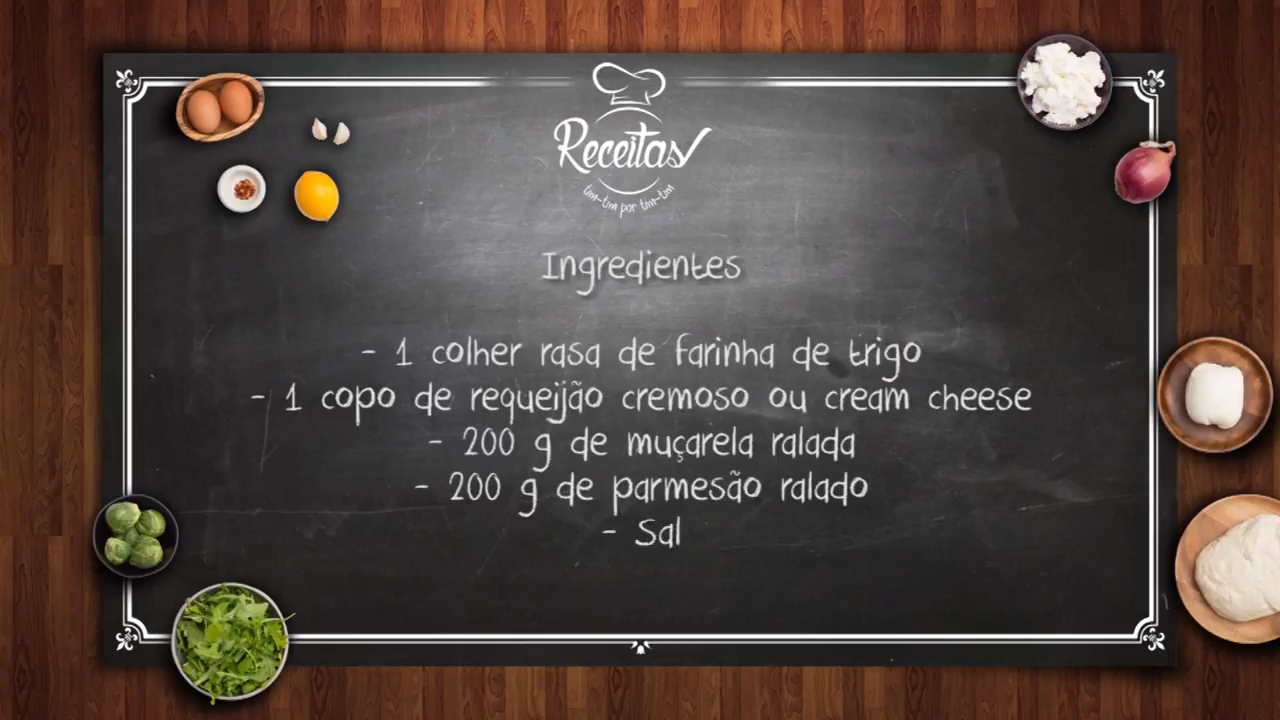 Receitas
tim-tim por tim-tim
Ingredientes
- 1 colher rasa de farinha de trigo
- 1 copo de requeijão cremoso ou cream cheese
- 200 g de muçarela ralada
- 200 g de parmesão ralado
- Sal